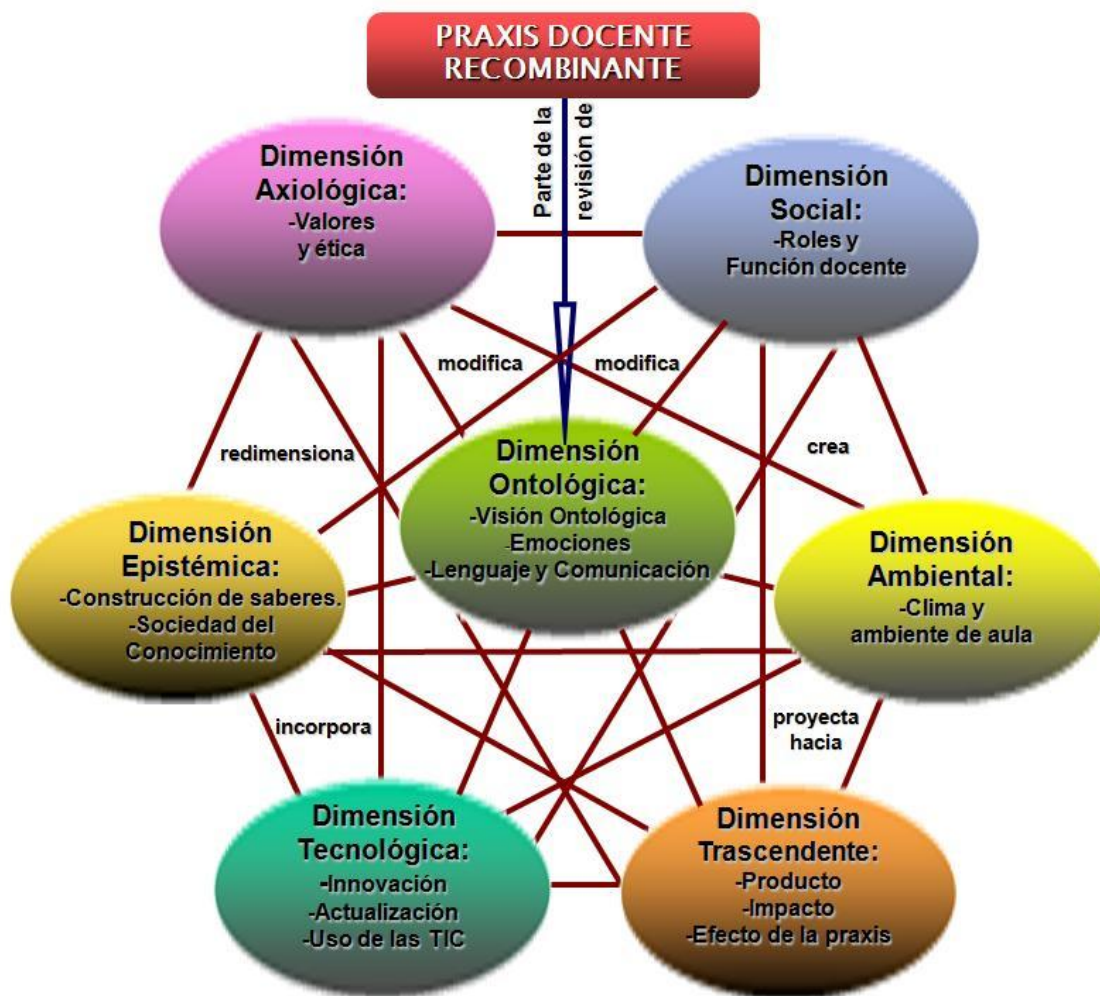 PRAXIS DOCENTE
RECOMBINANTE
Parte de la
revisión de
Dimensión
Axiológica:
-Valores
y ética
Dimensión
Social:
-Roles y
Función docente
modifica
modifica
redimensiona
crea
Dimensión
Ontológica:
-Visión Ontológica
-Emociones
-Lenguaje y Comunicación
Dimensión
Epistémica:
-Construcción de saberes.
-Sociedad del
Conocimiento
Dimensión
Ambiental:
-Clima y
ambiente de aula
incorpora
proyecta
hacia
Dimensión
Tecnológica:
-Innovación
-Actualización
-Uso de las TIC
Dimensión
Trascendente:
-Producto
-Impacto
-Efecto de la praxis